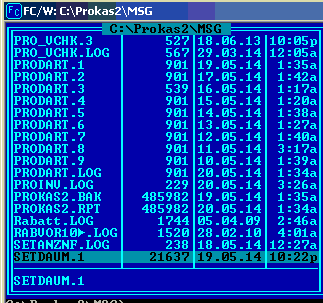 FC/W: C:\Prokas2\MSG
C:\Prokas2\MSG
PRO_VCHK.3 527 18.06.13 10:05p
PRO_VCHK.LOG 567 29.03.14 12:05a
PRODART.1 901 19.05.14 1:35a
PRODART.2 901 17.05.14 1:42a
PRODART.3 539 16.05.14 1:17a
PRODART.4 901 15.05.14 1:20a
PRODART.5 901 14.05.14 1:38a
PRODART.6 901 13.05.14 1:27a
PRODART.7 901 12.05.14 1:40a
PRODART.8 901 11.05.14 3:17a
PRODART.9 901 10.05.14 1:39a
PRODART.LOG 901 20.05.14 1:34a
PROINV.LOG 229 20.05.14 3:26a
PROKAS2.BAK 485982 19.05.14 1:35a
PROKAS2.RPT 485982 20.05.14 1:34a
Rabatt.LOG 1744 05.04.09 2:46a
RABVOR10►.LOG 1520 28.02.10 4:01a
SETANZNF.LOG 238 18.05.14 12:27a
SETDAUM.1 21637 19.05.14 10:22p
SETDAUM.1